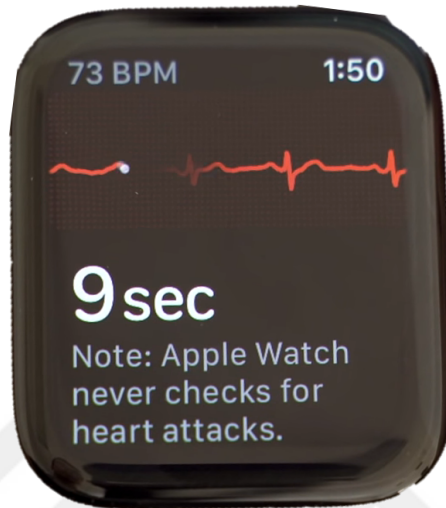 73 BPM 1:50
9 sec
Note: Apple Watch
never checks for
heart attacks.